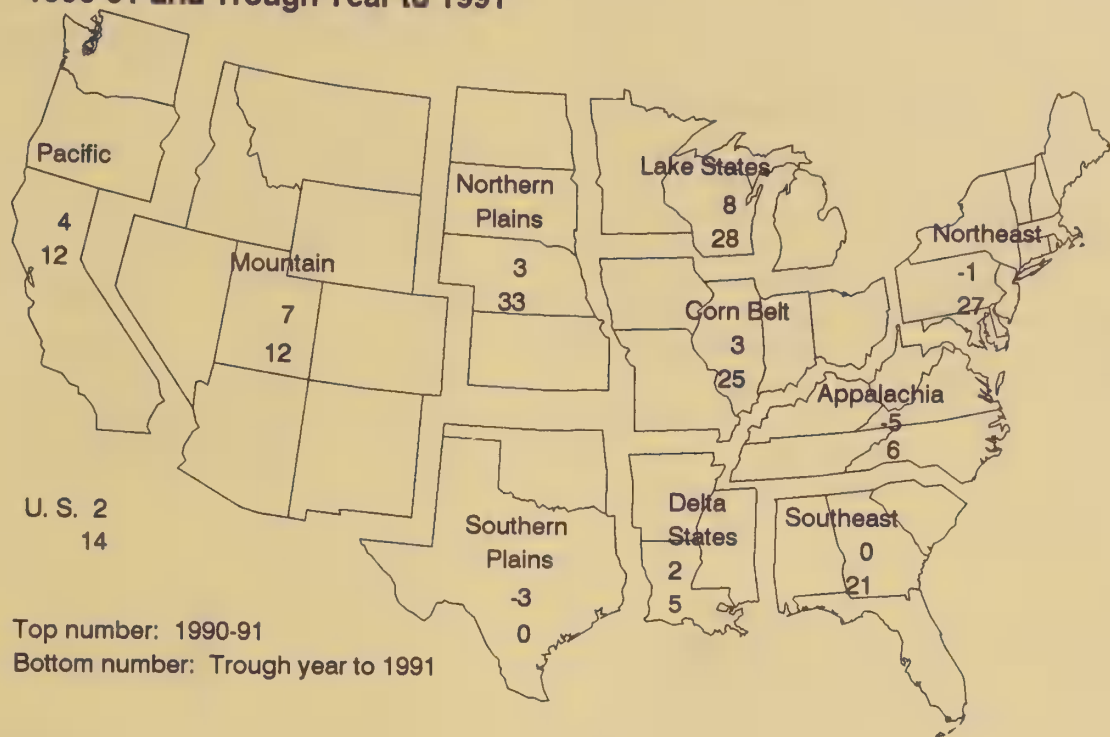 1990-91 and Trough Year to 1991
Pacific
4
12
Mountain
7
12
Northern
Plains
3
33
Lake States
8
28
Corn Belt
3
25
Northeast
-1
27
Appalachia
-5
6
Southeast
0
21
Delta
States
2
5
Southern
Plains
-3
0
U. S. 2
14
Top number: 1990-91
Bottom number: Trough year to 1991